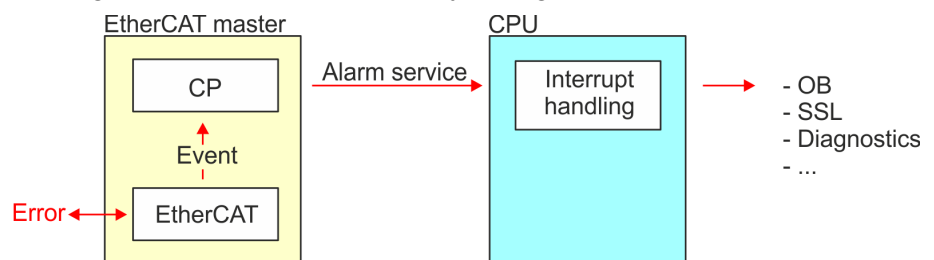 EtherCAT master
CPU
CP
Alarm service
Interrupt
handling
- OB
- SSL
- Diagnostics
- ...
Event
Error
EtherCAT